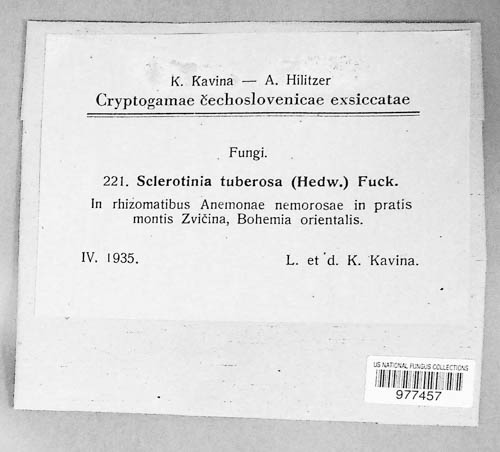 K. Kavina — A. Hilitzer
Cryptogamae čechoslovenicae exsiccatae
Fungi.
221. Sclerotinia tuberosa (Hedw.) Fuck.
In rhizomatibus Anemonae nemorosae in pratis
montis Zvičina, Bohemia orientalis.
IV. 1935. L. et d. K. Kavina.
US NATIONAL FUNGUS COLLECTIONS
977457